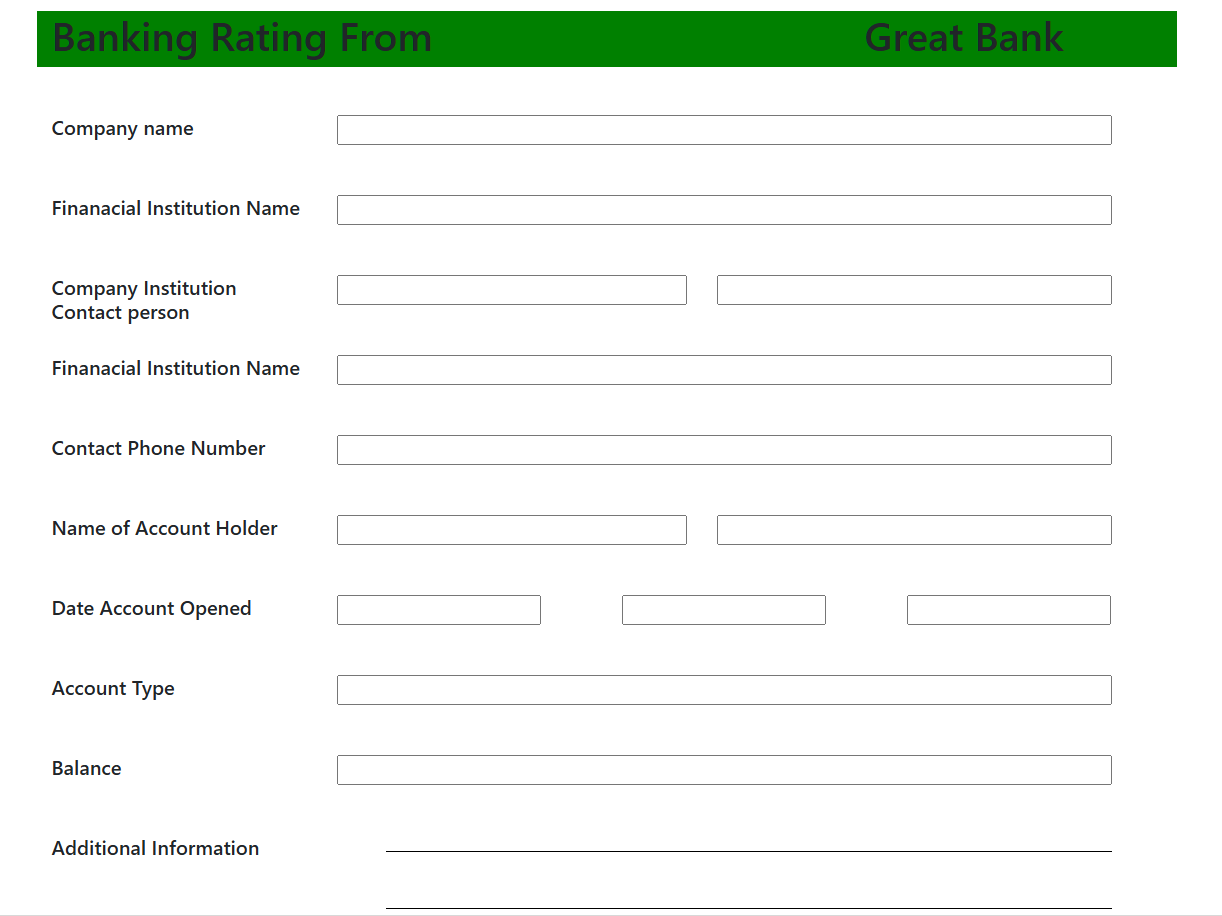 Banking Rating From Great Bank
Company name
Finanacial Institution Name
Company Institution
Contact person
Finanacial Institution Name
Contact Phone Number
Name of Account Holder
Date Account Opened
Account Type
Balance
Additional Information